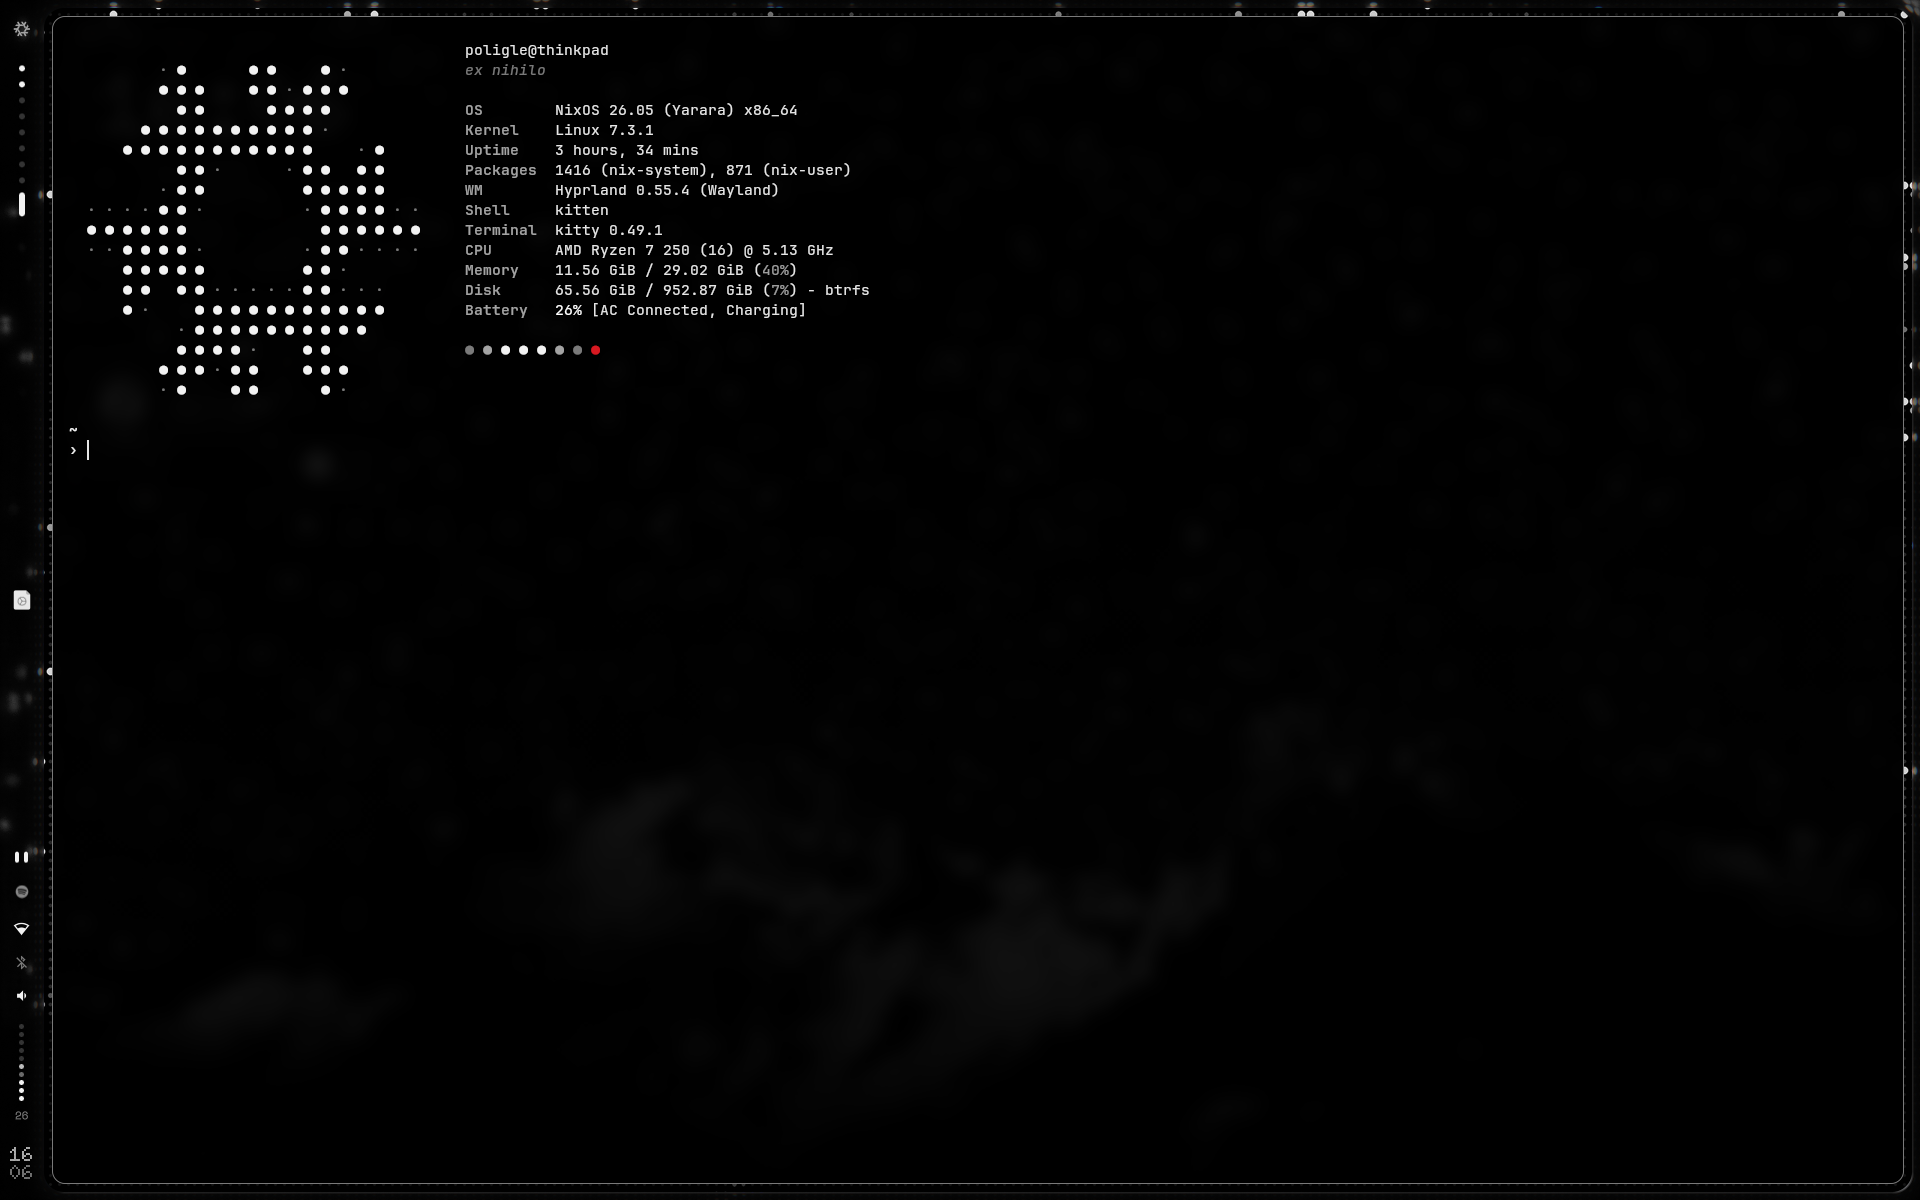 poligle@thinkpad
ex nihilo
OS NixOS 26.05 (Yarara) x86_64
Kernel Linux 7.3.1
Uptime 3 hours, 34 mins
Packages 1416 (nix-system), 871 (nix-user)
WM Hyprland 0.55.4 (Wayland)
Shell kitten
Terminal kitty 0.49.1
CPU AMD Ryzen 7 250 (16) @ 5.13 GHz
Memory 11.56 GiB / 29.02 GiB (40%)
Disk 65.56 GiB / 952.87 GiB (7%) - btrfs
Battery 26% [AC Connected, Charging]
~
›
26
16
06